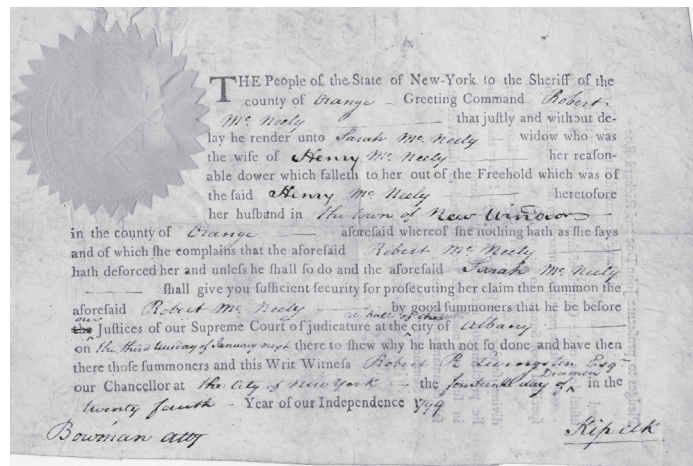 THE People of the State of New-York to the Sheriff of the
county of Orange — Greeting Command Robert
Mc Neely — that juſtly and without de-
lay he render unto Sarah Mc Neely — widow who was
the wife of Henry Mc Neely — her reaſon-
able dower which falleth to her out of the Freehold which was of
the ſaid Henry Mc Neely — heretofore
her huſband in the town of New Windsor
in the county of Orange — aforeſaid whereof ſhe nothing hath as ſhe ſays
and of which ſhe complains that the aforeſaid Robert Mc Neely —
hath deforced her and unleſs he ſhall ſo do and the aforeſaid Sarah Mc Neely
— ſhall give you ſufficient ſecurity for proſecuting her claim then ſummon the
aforeſaid Robert Mc Neely — by good ſummoners that he be before
our
the Juſtices of our Supreme Court of judicature at the city of Albany —
on the third tuesday of January next there to ſhew why he hath not ſo done and have then
there thoſe ſummoners and this Writ Witneſs Robert R Livingston Esqr
our Chancellor at the City of New York — the fourteenth day of in the
twenty fourth — Year of our Independence 1799
Bowman atty
Kip clk